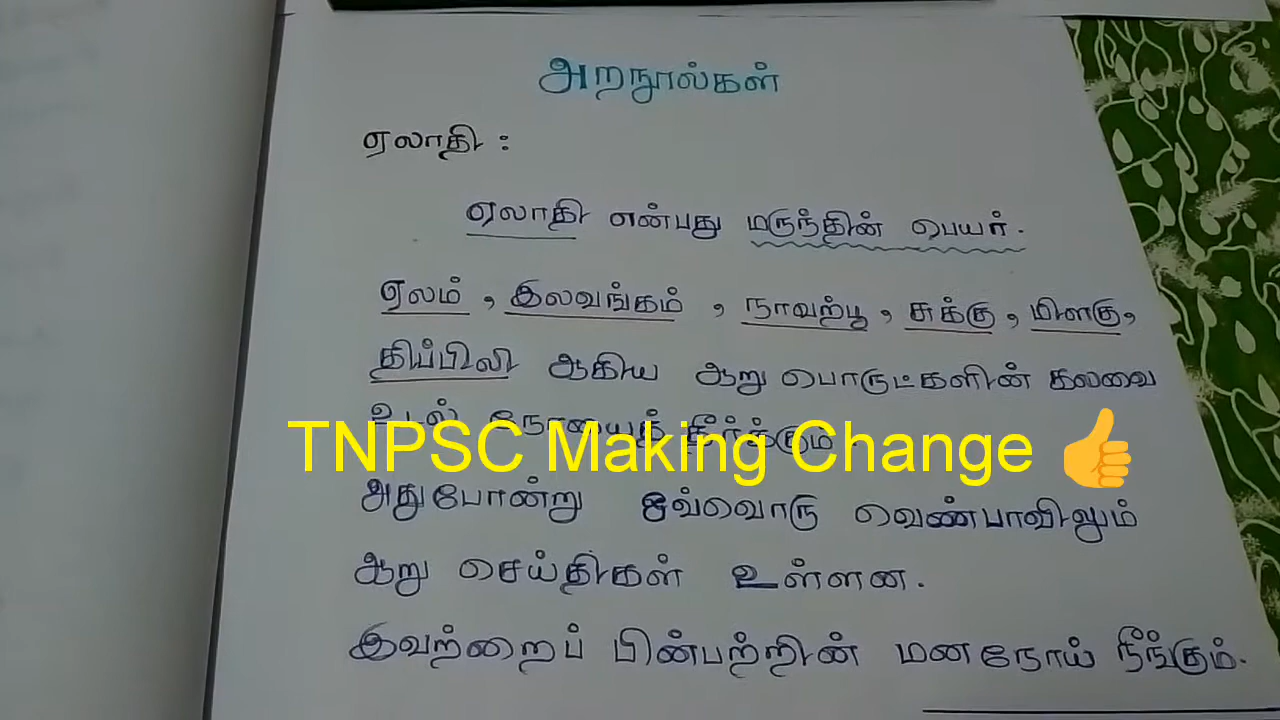 அறநூல்கள்
ஏலாதி :
ஏலாதி என்பது மருந்தின் பெயர்.
ஏலம் , இலவங்கம் , நாவற்பூ , சுக்கு , மிளகு ,
திப்பிலி ஆகிய ஆறு பொருட்களின் கலவை
உடல் நோயைத் தீர்க்கும் .
TNPSC Making Change 👍
அதுபோன்று ஒவ்வொரு வெண்பாவிலும்
ஆறு செய்திகள் உள்ளன.
இவற்றைப் பின்பற்றின் மனநோய் நீங்கும்.